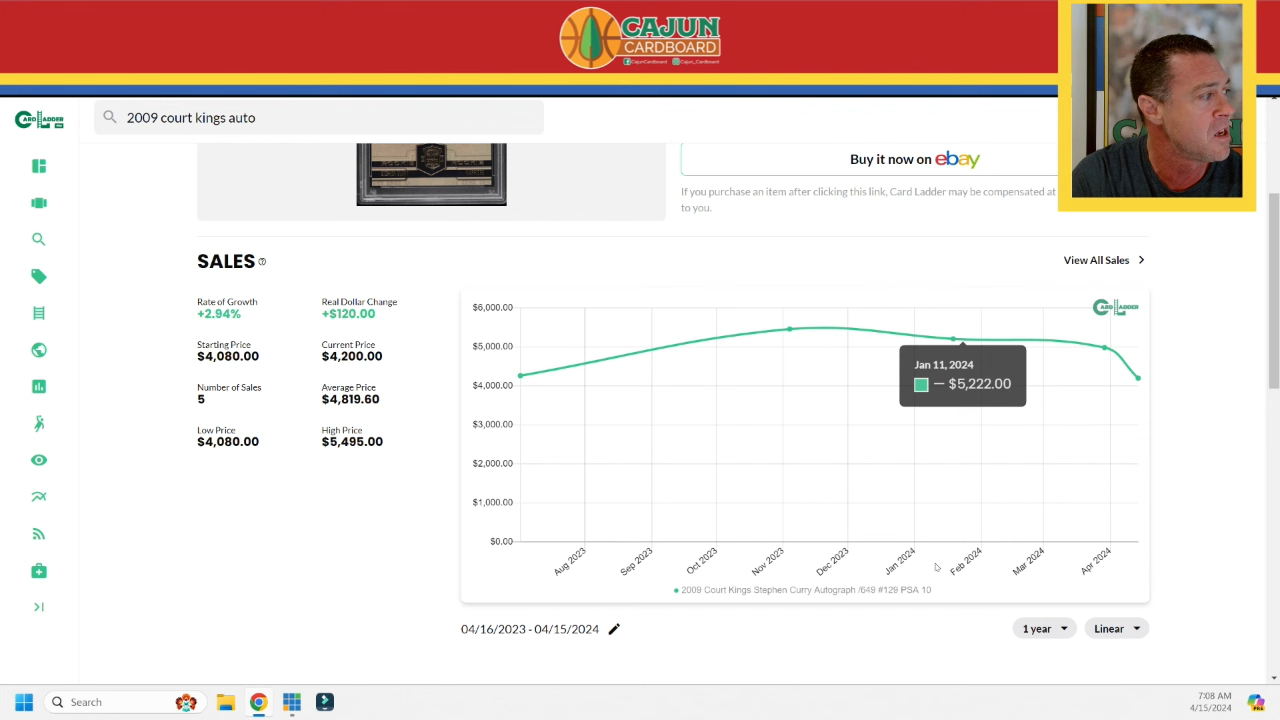 CAJUN
CARDBOARD
CajunCardboard Cajun_Cardboard
CARD LADDER
2009 court kings auto
Buy it now on ebay
If you purchase an item after clicking this link, Card Ladder may be compensated at
to you.
SALES
View All Sales
Rate of Growth
+2.94%
Real Dollar Change
+$120.00
Starting Price
$4,080.00
Current Price
$4,200.00
Number of Sales
5
Average Price
$4,819.60
Low Price
$4,080.00
High Price
$5,495.00
CARD LADDER
$6,000.00
$5,000.00
$4,000.00
$3,000.00
$2,000.00
$1,000.00
$0.00
Jan 11, 2024
— $5,222.00
Aug 2023
Sep 2023
Oct 2023
Nov 2023
Dec 2023
Jan 2024
Feb 2024
Mar 2024
Apr 2024
2009 Court Kings Stephen Curry Autograph /649 #129 PSA 10
04/16/2023 - 04/15/2024
1 year
Linear
Search
7:08 AM
4/15/2024